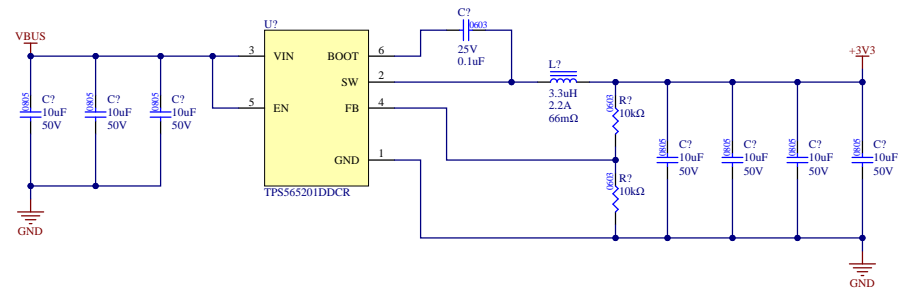 VBUS
C?
0805
10uF
50V
C?
0805
10uF
50V
C?
0805
10uF
50V
GND
U?
3
VIN
5
EN
BOOT
6
SW
2
FB
4
GND
1
TPS565201DDCR
C?
0603
25V
0.1uF
L?
3.3uH
2.2A
66mΩ
R?
0603
10kΩ
R?
0603
10kΩ
C?
0805
10uF
50V
C?
0805
10uF
50V
C?
0805
10uF
50V
C?
0805
10uF
50V
+3V3
GND